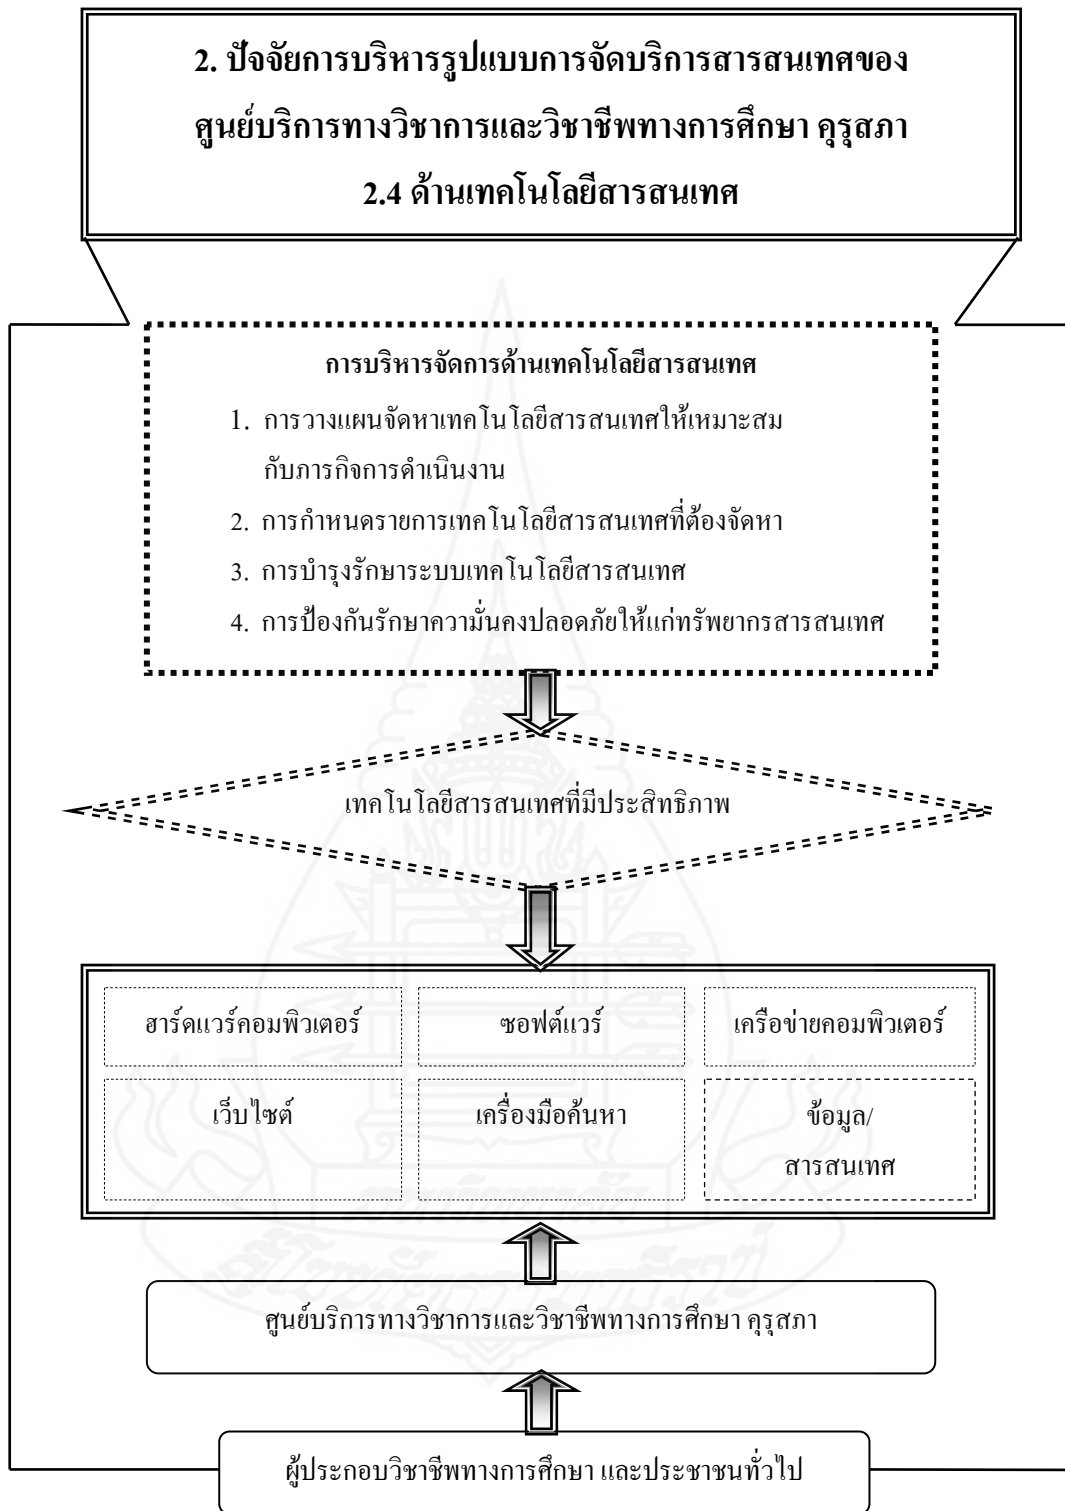 2. ปัจจัยการบริหารรูปแบบการจัดบริการสารสนเทศของ
ศูนย์บริการทางวิชาการและวิชาชีพทางการศึกษา คุรุสภา
2.4 ด้านเทคโนโลยีสารสนเทศ
การบริหารจัดการด้านเทคโนโลยีสารสนเทศ
1. การวางแผนจัดหาเทคโนโลยีสารสนเทศให้เหมาะสม
กับภารกิจการดำเนินงาน
2. การกำหนดรายการเทคโนโลยีสารสนเทศที่ต้องจัดหา
3. การบำรุงรักษาระบบเทคโนโลยีสารสนเทศ
4. การป้องกันรักษาความั่นคงปลอดภัยให้แก่ทรัพยากรสารสนเทศ
เทคโนโลยีสารสนเทศที่มีประสิทธิภาพ
ฮาร์ดแวร์คอมพิวเตอร์
ซอฟต์แวร์
เครือข่ายคอมพิวเตอร์
เว็บไซต์
เครื่องมือค้นหา
ข้อมูล/
สารสนเทศ
มหาวิทยาลัย
สุโขทัยธรรมาธิราช
ศูนย์บริการทางวิชาการและวิชาชีพทางการศึกษา คุรุสภา
ผู้ประกอบวิชาชีพทางการศึกษา และประชาชนทั่วไป